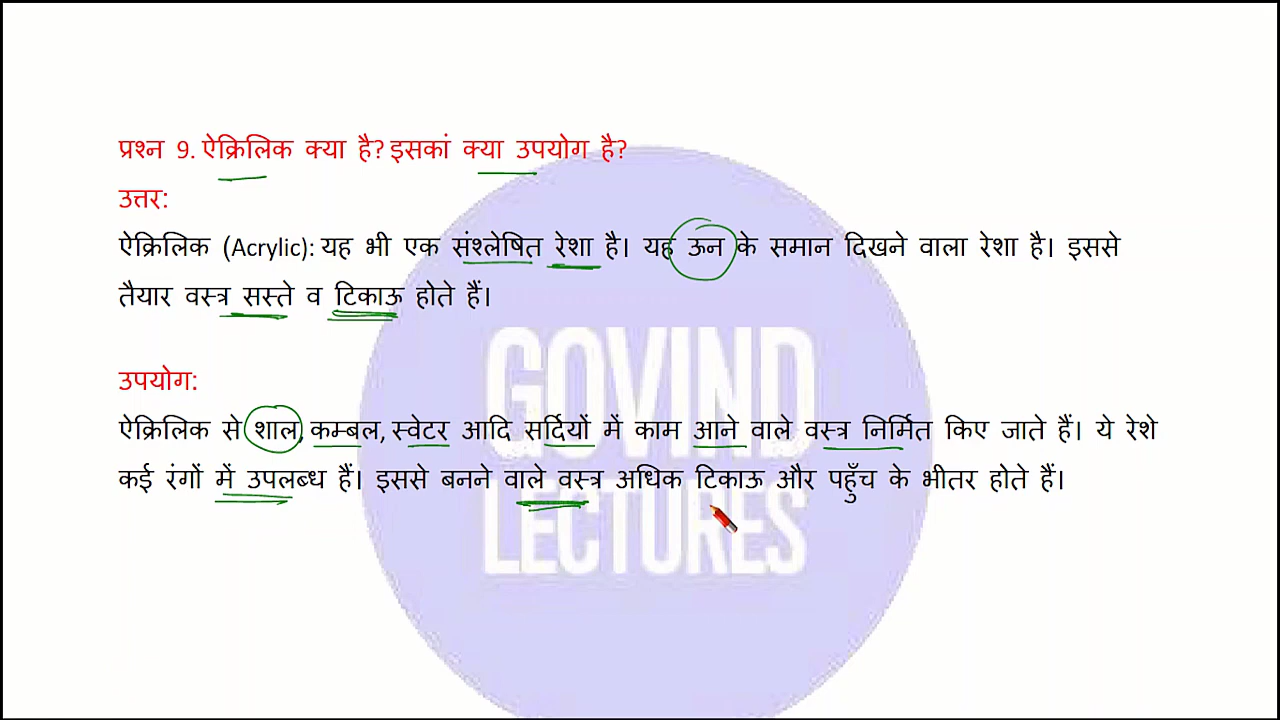 प्रश्न 9. ऐक्रिलिक क्या है? इसकां क्या उपयोग है?
उत्तर:
ऐक्रिलिक (Acrylic): यह भी एक संश्लेषित रेशा है। यह ऊन के समान दिखने वाला रेशा है। इससे
तैयार वस्त्र सस्ते व टिकाऊ होते हैं।
उपयोग:
ऐक्रिलिक से शाल, कम्बल, स्वेटर आदि सर्दियों में काम आने वाले वस्त्र निर्मित किए जाते हैं। ये रेशे
कई रंगों में उपलब्ध हैं। इससे बनने वाले वस्त्र अधिक टिकाऊ और पहुँच के भीतर होते हैं।
GOVIND
LECTURES